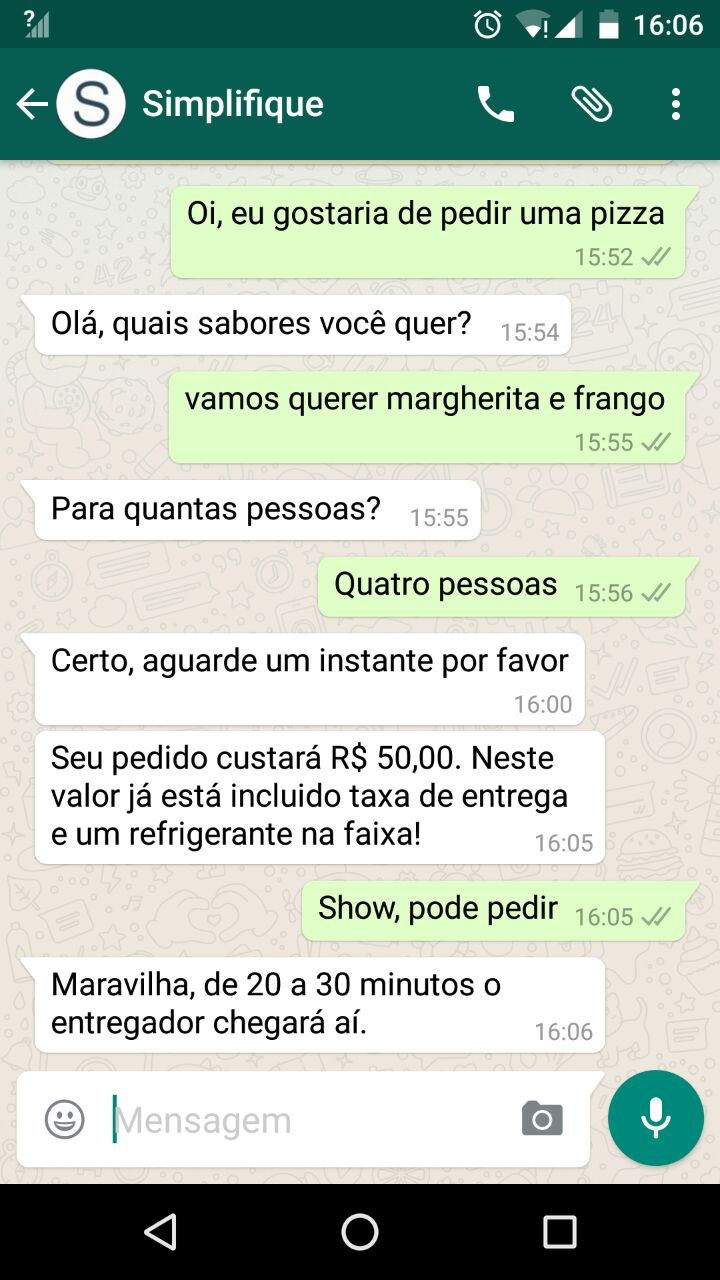 16:06
S Simplifique
Oi, eu gostaria de pedir uma pizza
15:52
Olá, quais sabores você quer? 15:54
vamos querer margherita e frango
15:55
Para quantas pessoas? 15:55
Quatro pessoas 15:56
Certo, aguarde um instante por favor
16:00
Seu pedido custará R$ 50,00. Neste
valor já está incluido taxa de entrega
e um refrigerante na faixa! 16:05
Show, pode pedir 16:05
Maravilha, de 20 a 30 minutos o
entregador chegará aí. 16:06
Mensagem